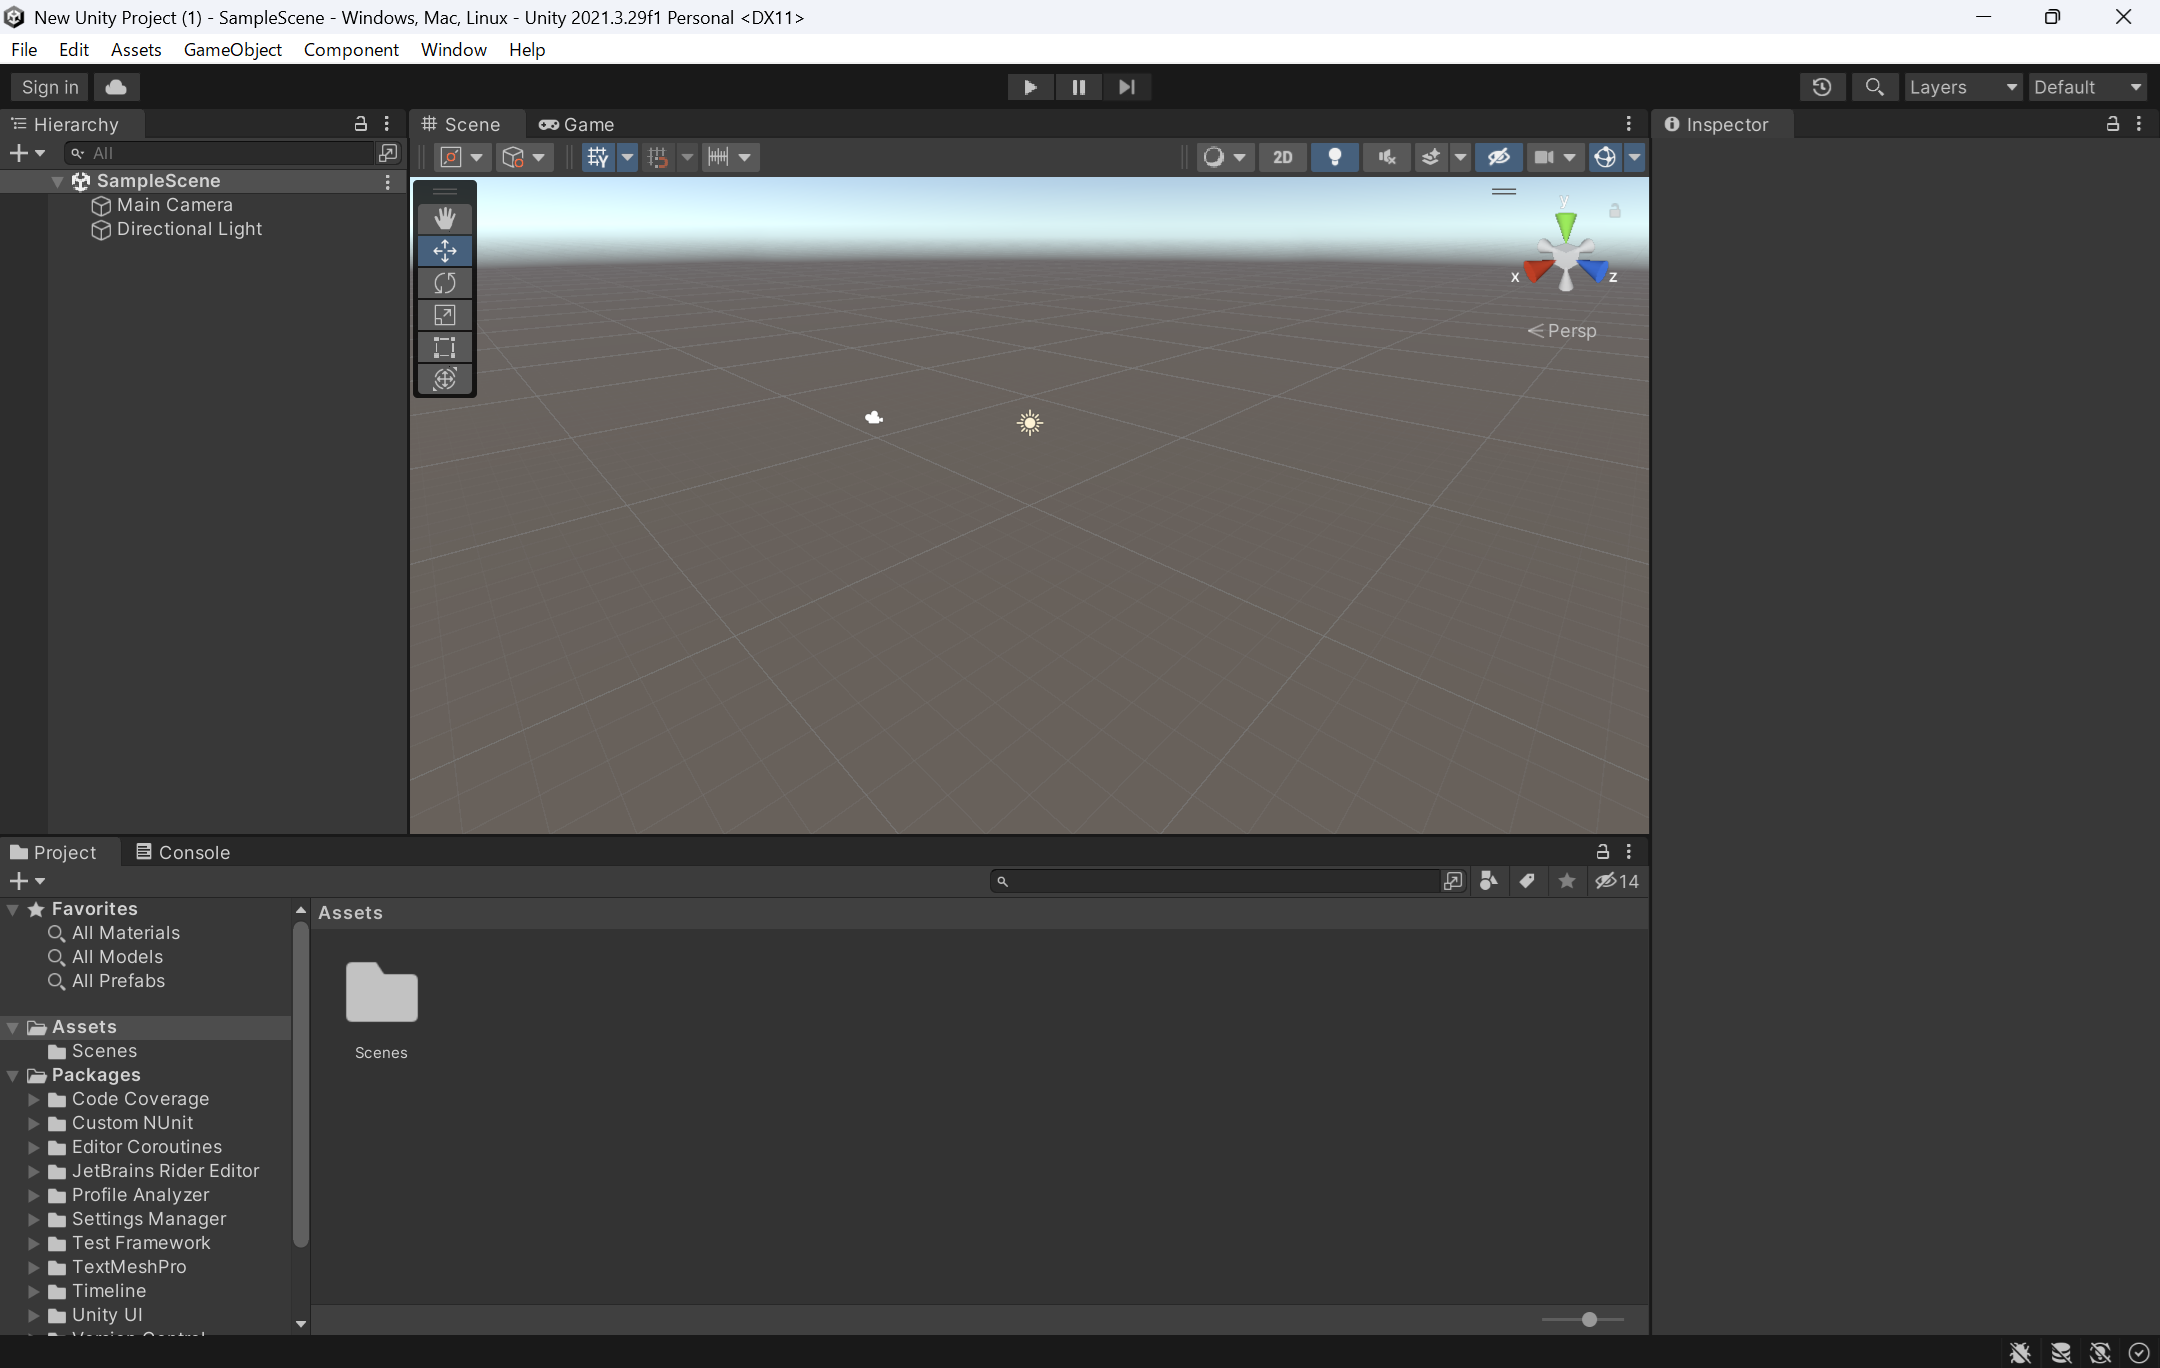 New Unity Project (1) - SampleScene - Windows, Mac, Linux - Unity 2021.3.29f1 Personal <DX11>
File Edit Assets GameObject Component Window Help
Sign in
Layers
Default
Hierarchy
All
SampleScene
Main Camera
Directional Light
Scene
Game
2D
y
x
z
Persp
Inspector
Project
Console
14
Favorites
All Materials
All Models
All Prefabs
Assets
Scenes
Packages
Code Coverage
Custom NUnit
Editor Coroutines
JetBrains Rider Editor
Profile Analyzer
Settings Manager
Test Framework
TextMeshPro
Timeline
Unity UI
Assets
Scenes